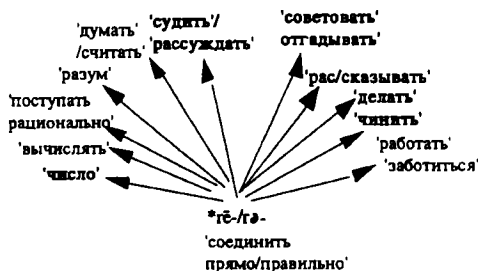 'думать'
/считать'
'судить'/
рассуждать'
'советовать'
отгадывать'
'разум'
'рас/сказывать'
'делать'
'поступать
рационально'
'чинить'
'вычислять'
'работать'
'заботиться'
'число'
*rē-/rə-
'соединить
прямо/правильно'